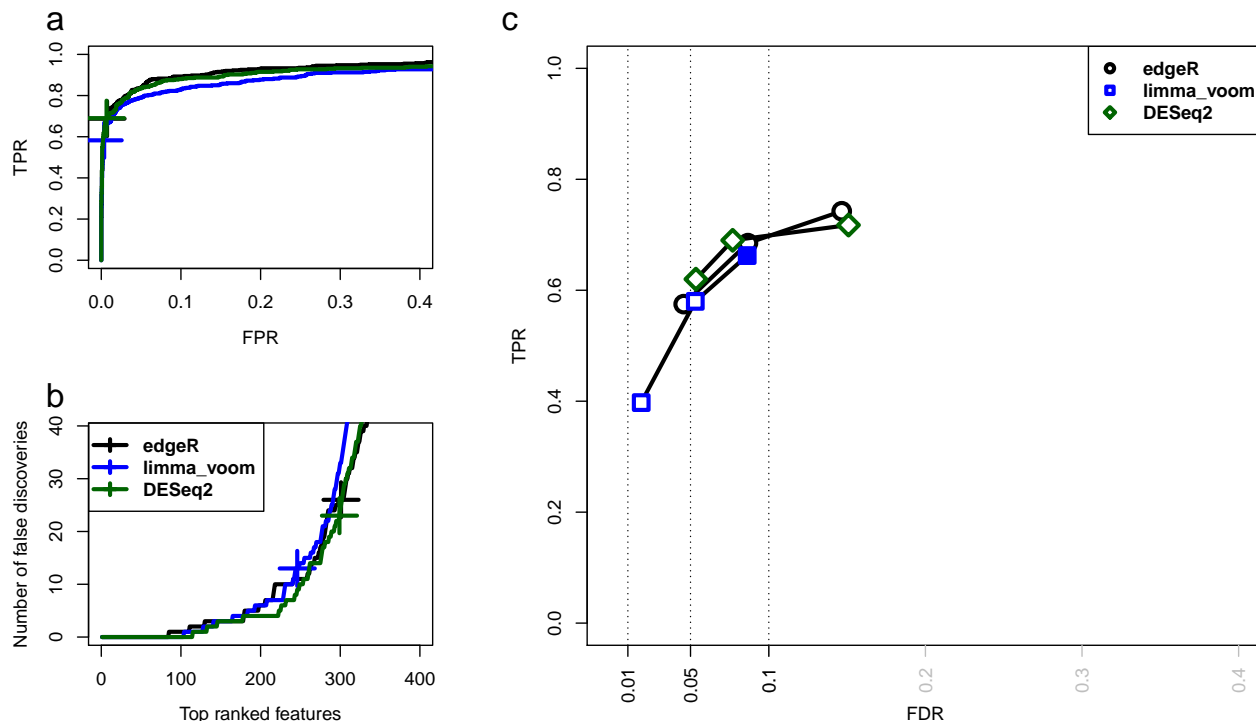 a
TPR
1.0
0.8
0.6
0.4
0.2
0.0
0.0 0.1 0.2 0.3 0.4
FPR
b
Number of false discoveries
40
30
20
10
0
edgeR
limma_voom
DESeq2
0 100 200 300 400
Top ranked features
c
TPR
1.0
0.8
0.6
0.4
0.2
0.0
edgeR
limma_voom
DESeq2
0.01 0.05 0.1 0.2 0.3 0.4
FDR